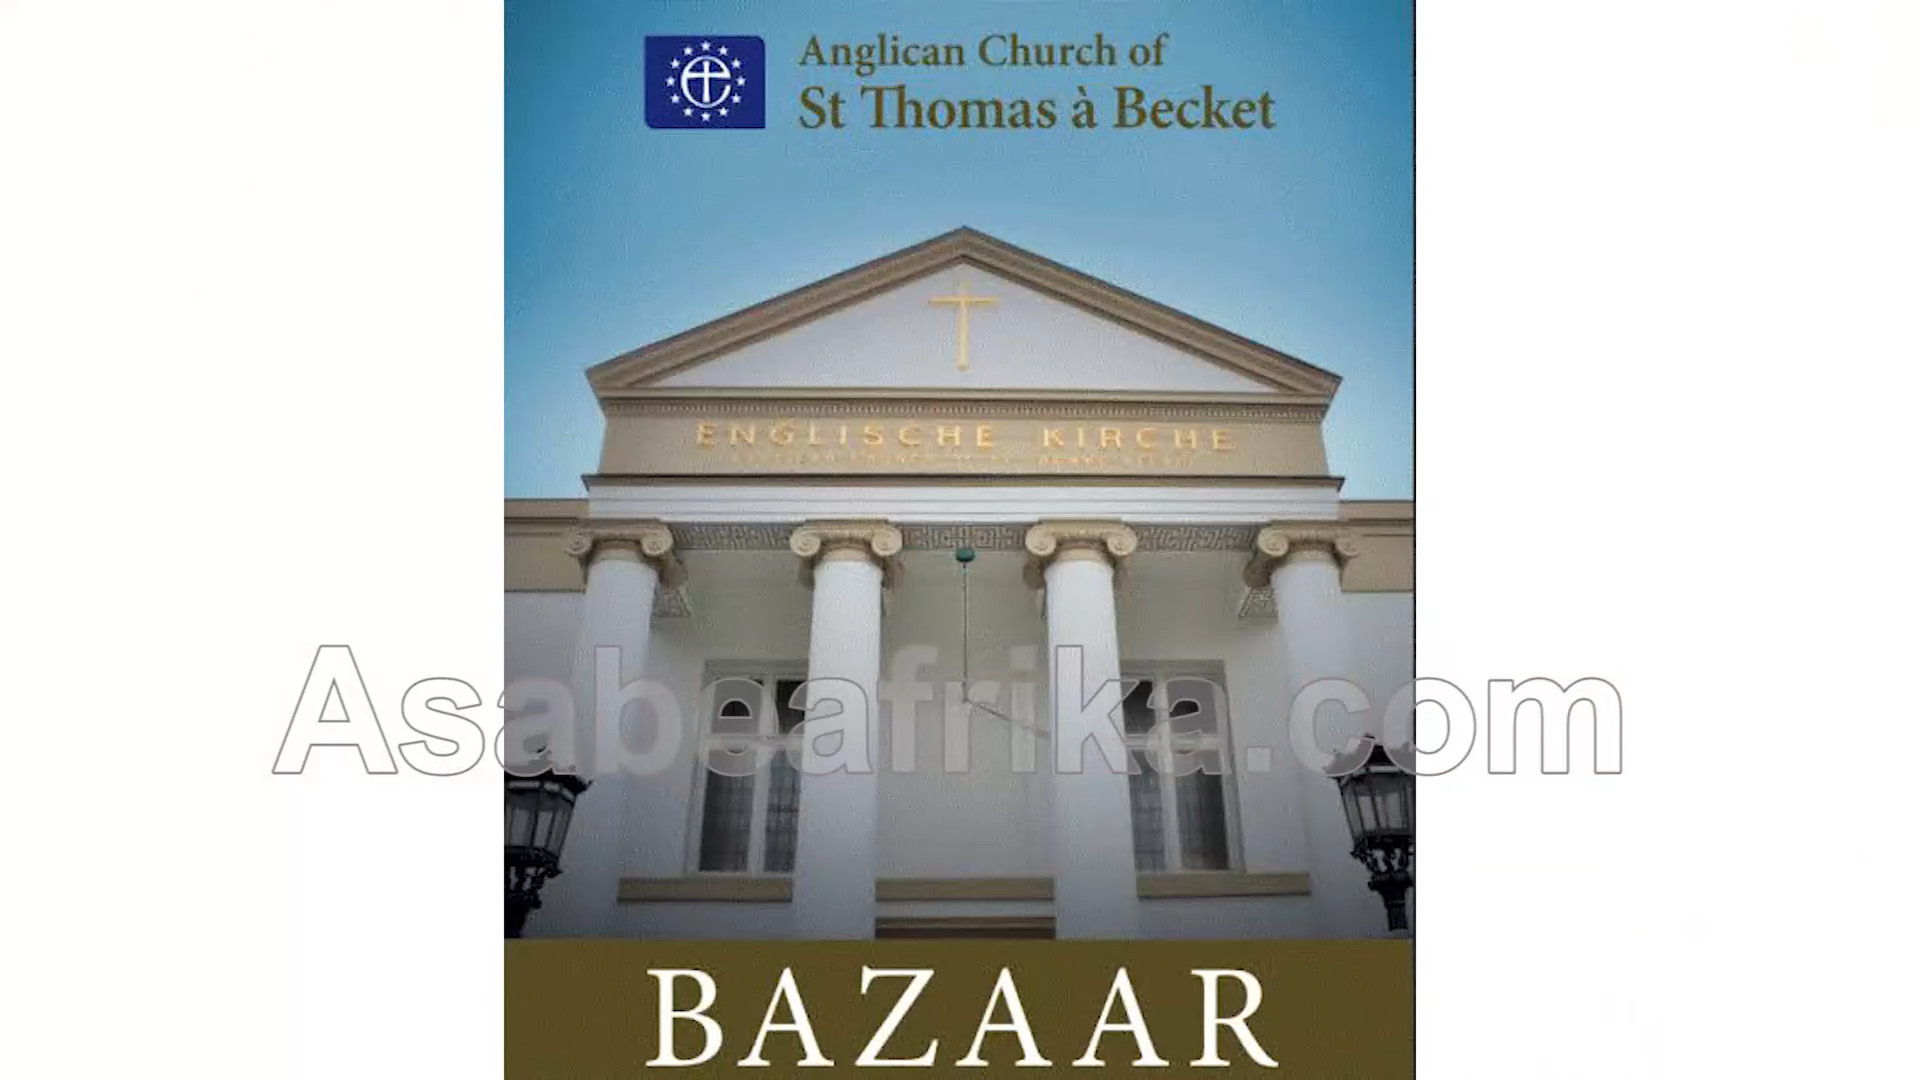 Anglican Church of
St Thomas à Becket
ENGLISCHE KIRCHE
Asabeafrika.com
BAZAAR